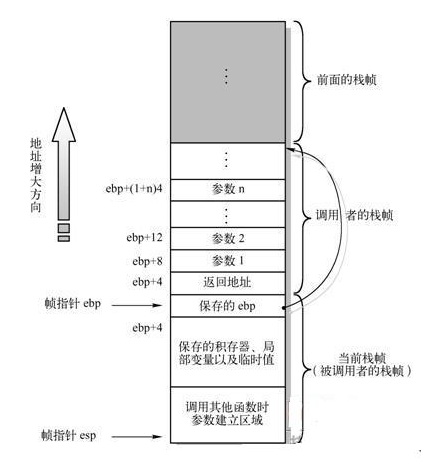 前面的栈帧
地址增大方向
ebp+(1+n)4 参数 n
调用 者的栈帧
ebp+12 参数 2
ebp+8 参数 1
ebp+4 返回地址
帧指针 ebp 保存的 ebp
ebp+4
保存的积存器、局
部变量以及临时值
当前栈帧
(被调用者的栈帧)
调用其他函数时
参数建立区域
帧指针 esp